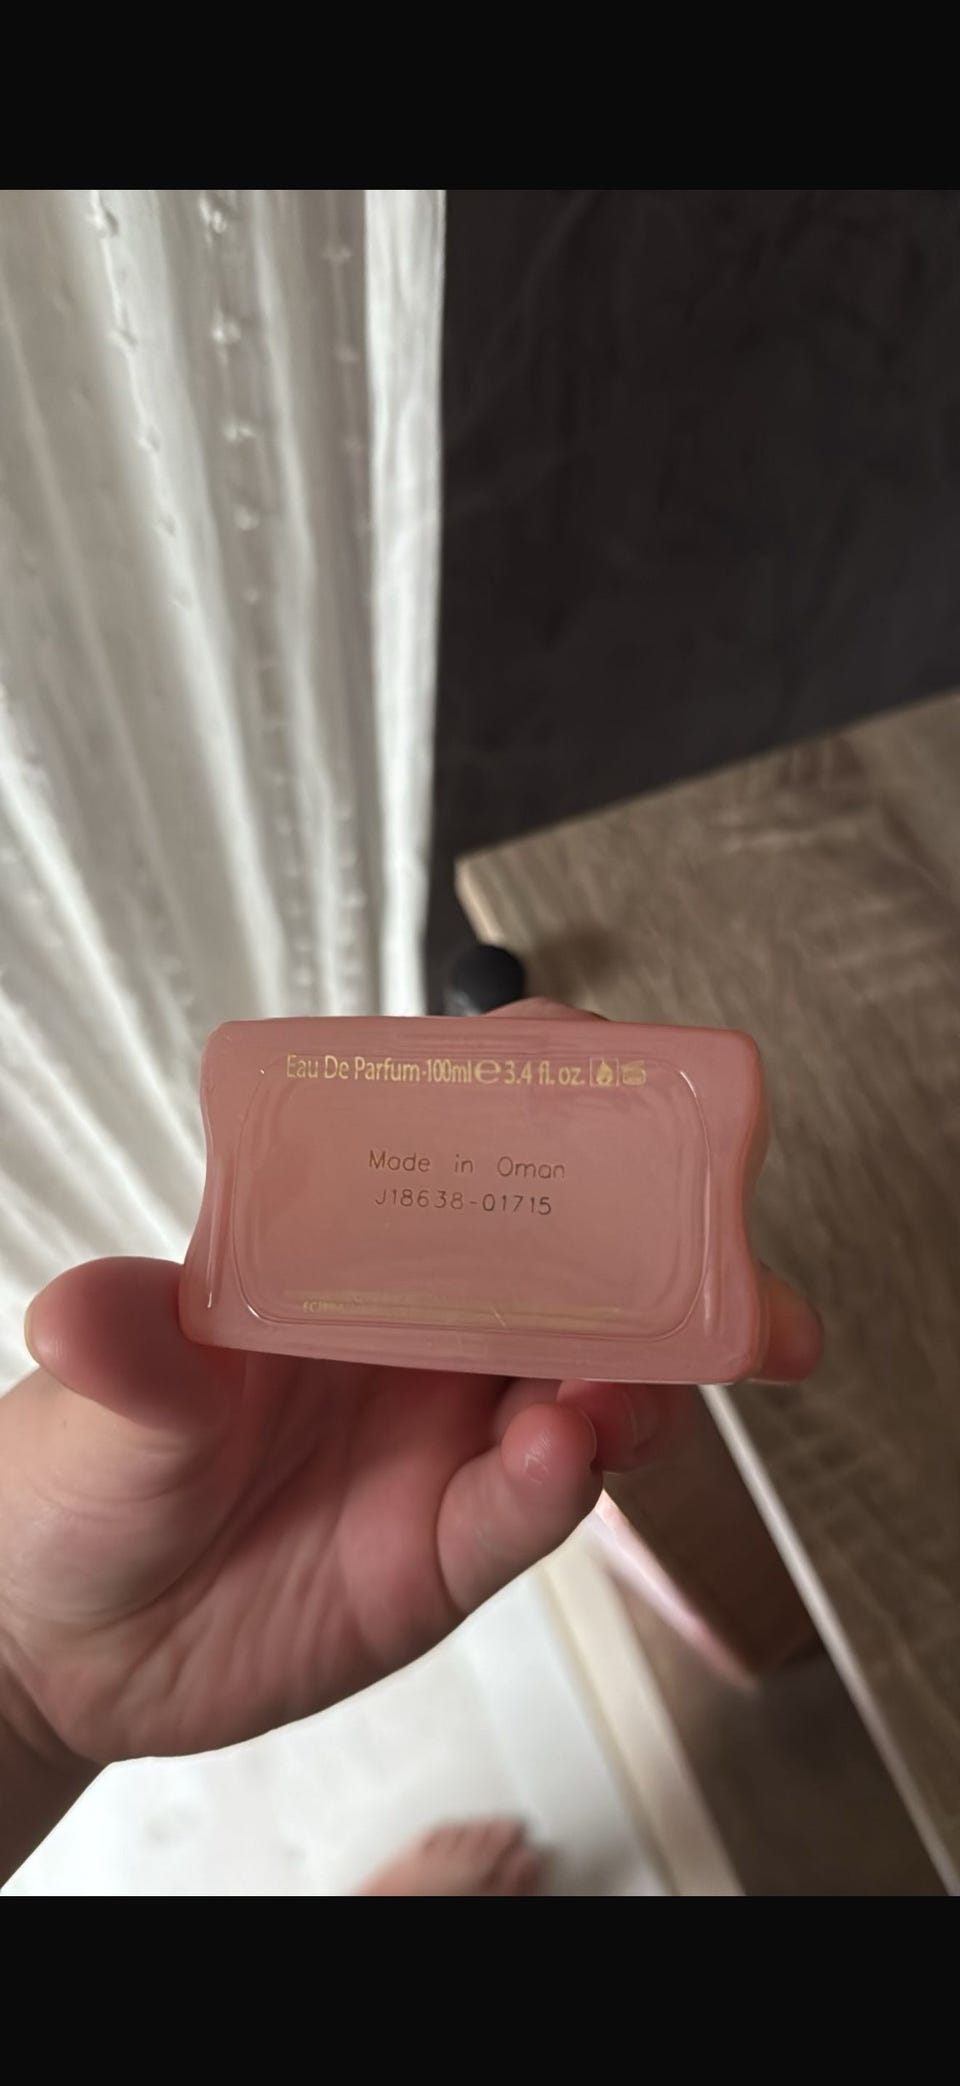 Eau De Parfum·100ml ℮ 3.4 fl. oz.
Made in Oman
J18638-01715